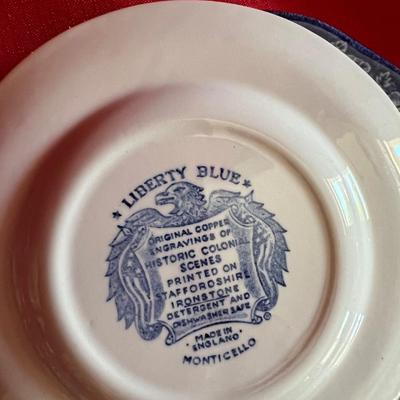 ★ LIBERTY BLUE ★
ORIGINAL COPPER
ENGRAVINGS OF
HISTORIC COLONIAL
SCENES
PRINTED ON
STAFFORDSHIRE
IRONSTONE
DETERGENT AND
DISHWASHER SAFE
"MADE IN
ENGLAND"
MONTICELLO